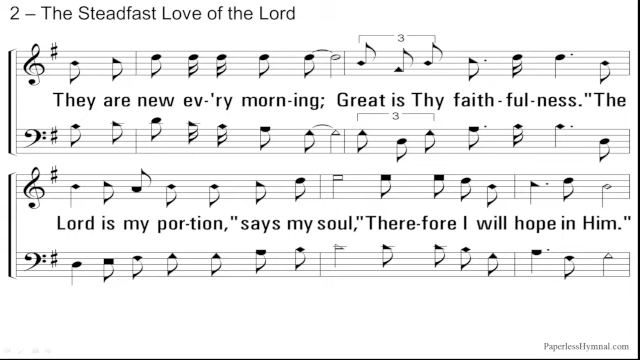 2 – The Steadfast Love of the Lord
3
They are new ev-'ry morn-ing; Great is Thy faith-ful-ness."The
3
Lord is my por-tion,"says my soul,"There-fore I will hope in Him."
PaperlessHymnal.com